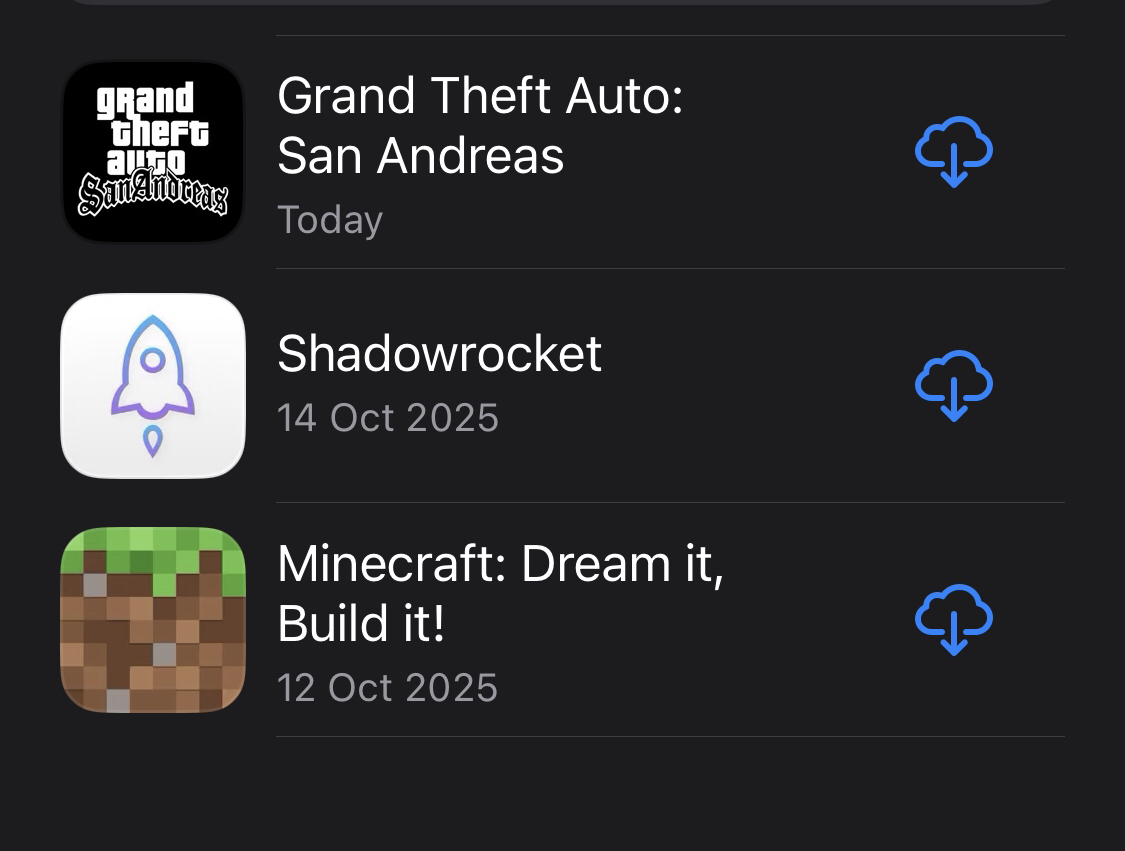 grand
theft
auto
San Andreas
Grand Theft Auto:
San Andreas
Today
Shadowrocket
14 Oct 2025
Minecraft: Dream it,
Build it!
12 Oct 2025